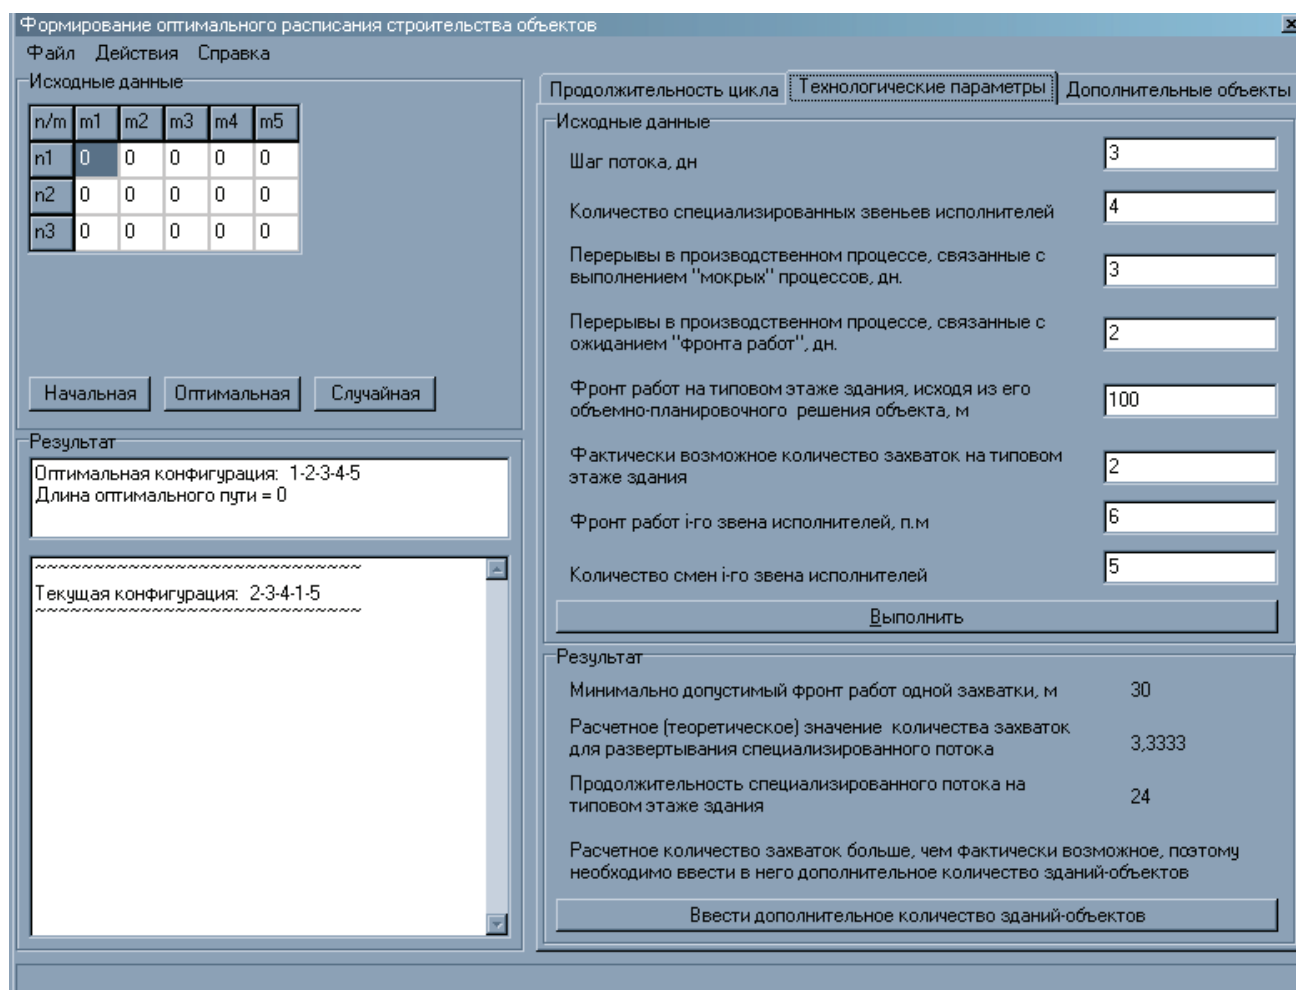 Формирование оптимального расписания строительства объектов
Файл Действия Справка
Исходные данные
n/m m1 m2 m3 m4 m5
n1 0 0 0 0 0
n2 0 0 0 0 0
n3 0 0 0 0 0
Начальная Оптимальная Случайная
Результат
Оптимальная конфигурация: 1-2-3-4-5
Длина оптимального пути = 0
~~~~~~~~~~~~~~~~~~~~~~~~~~~~~~
Текущая конфигурация: 2-3-4-1-5
~~~~~~~~~~~~~~~~~~~~~~~~~~~~~~
Продолжительность цикла Технологические параметры Дополнительные объекты
Исходные данные
Шаг потока, дн 3
Количество специализированных звеньев исполнителей 4
Перерывы в производственном процессе, связанные с
выполнением "мокрых" процессов, дн. 3
Перерывы в производственном процессе, связанные с
ожиданием "фронта работ", дн. 2
Фронт работ на типовом этаже здания, исходя из его
объемно-планировочного решения объекта, м 100
Фактически возможное количество захваток на типовом
этаже здания 2
Фронт работ i-го звена исполнителей, п.м 6
Количество смен i-го звена исполнителей 5
Выполнить
Результат
Минимально допустимый фронт работ одной захватки, м 30
Расчетное (теоретическое) значение количества захваток
для развертывания специализированного потока 3,3333
Продолжительность специализированного потока на
типовом этаже здания 24
Расчетное количество захваток больше, чем фактически возможное, поэтому
необходимо ввести в него дополнительное количество зданий-объектов
Ввести дополнительное количество зданий-объектов